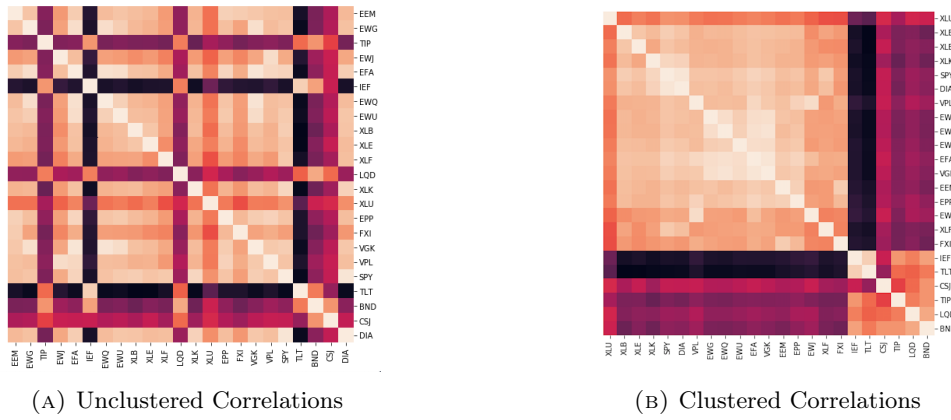 EEM
EWG
TIP
EWJ
EFA
IEF
EWQ
EWU
XLB
XLE
XLF
LQD
XLK
XLU
EPP
FXI
VGK
VPL
SPY
TLT
BND
CSJ
DIA
EEM EWG TIP EWJ EFA IEF EWQ EWU XLB XLE XLF LQD XLK XLU EPP FXI VGK VPL SPY TLT BND CSJ DIA
(A) Unclustered Correlations
XLU
XLB
XLE
XLK
SPY
DIA
VPL
EW
EW
EW
EFA
VGK
EEM
EPP
EW
XLF
FXI
IEF
TLT
CSJ
TIP
LQD
BND
XLU XLB XLE XLK SPY DIA VPL EWG EWQ EWU EFA VGK EEM EPP EWJ XLF FXI IEF TLT CSJ TIP LQD BND
(B) Clustered Correlations